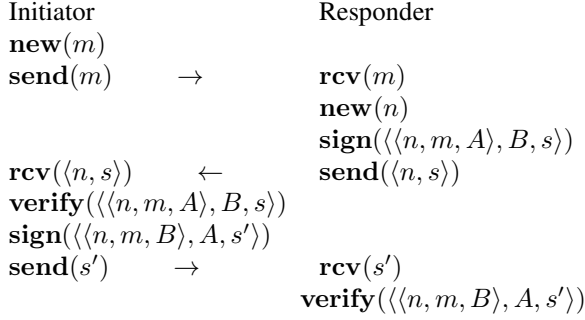 Initiator Responder
new(m)
send(m) → rcv(m)
new(n)
sign(⟨⟨n, m, A⟩, B, s⟩)
rcv(⟨n, s⟩) ← send(⟨n, s⟩)
verify(⟨⟨n, m, A⟩, B, s⟩)
sign(⟨⟨n, m, B⟩, A, s′⟩)
send(s′) → rcv(s′)
verify(⟨⟨n, m, B⟩, A, s′⟩)